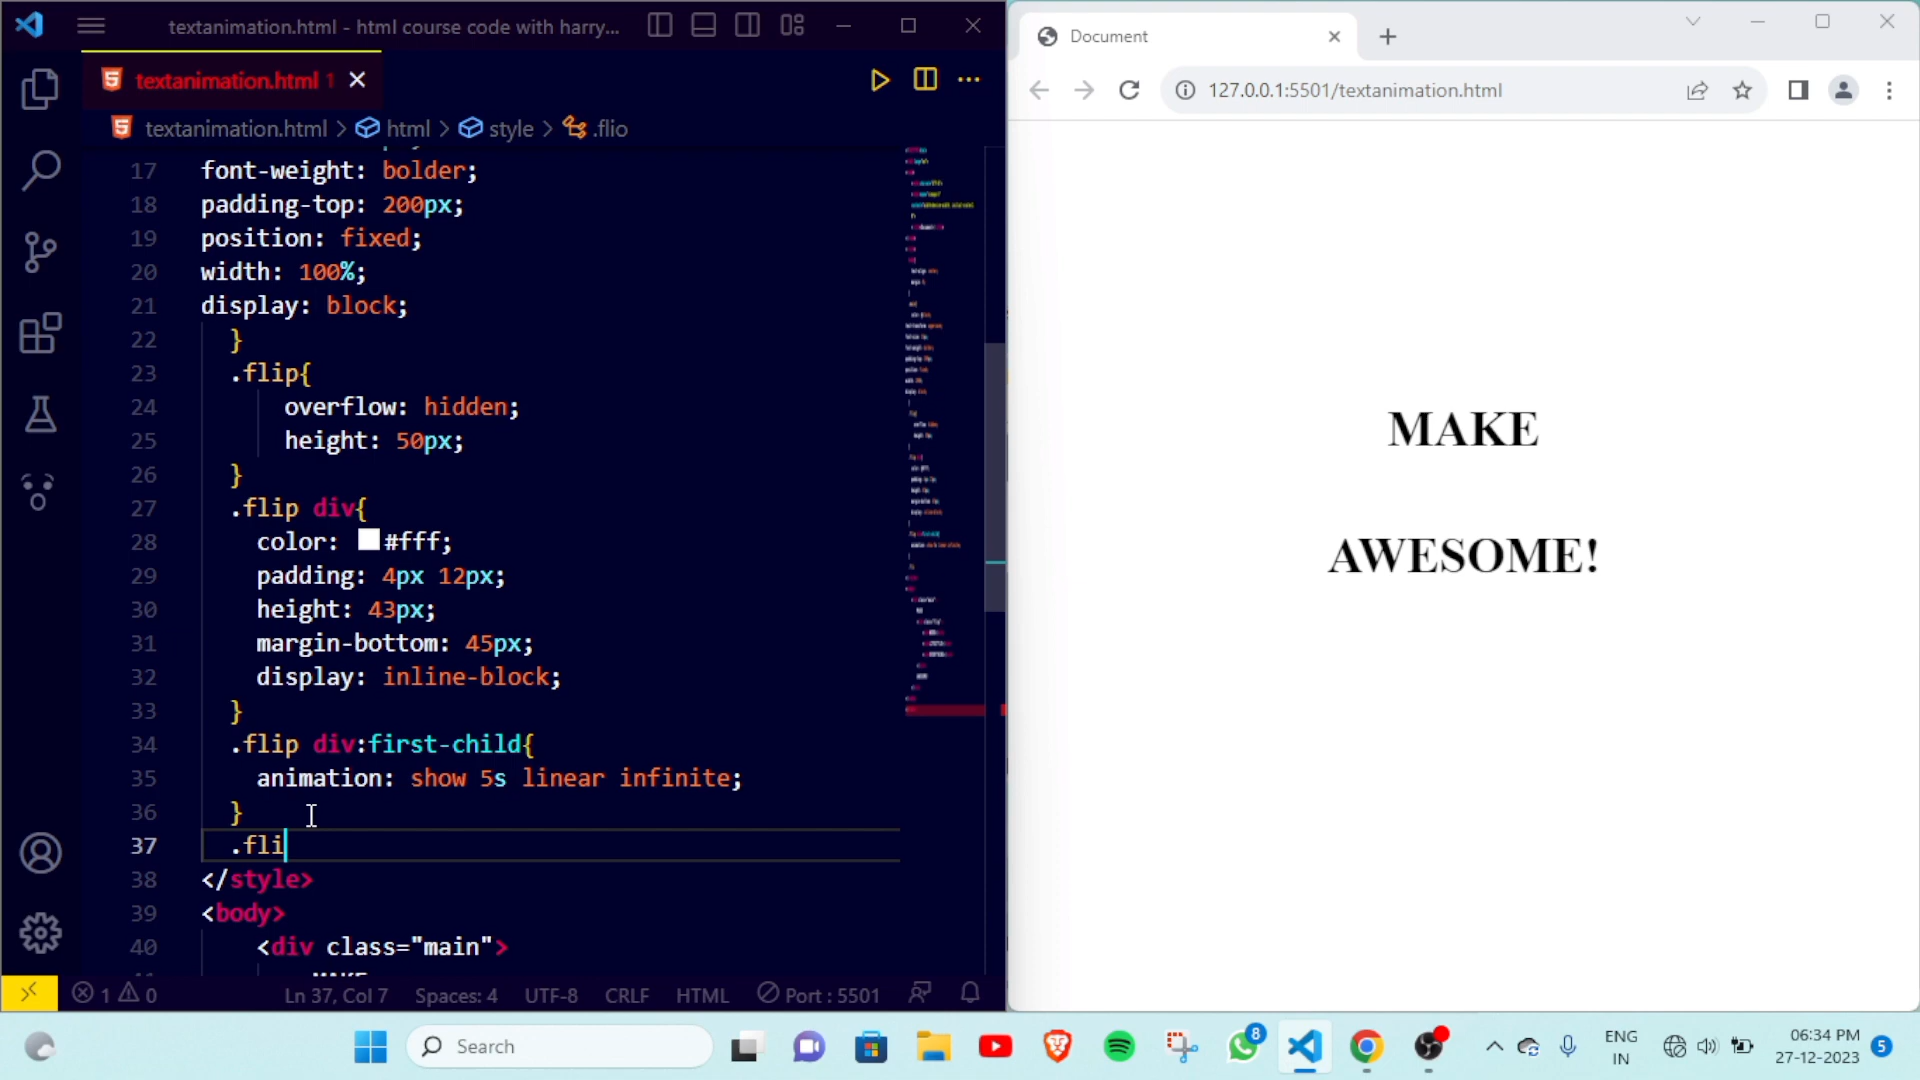 textanimation.html - html course code with harry...
textanimation.html 1
textanimation.html > html > style > .flio
17 font-weight: bolder;
18 padding-top: 200px;
19 position: fixed;
20 width: 100%;
21 display: block;
22 }
23 .flip{
24 overflow: hidden;
25 height: 50px;
26 }
27 .flip div{
28 color: #fff;
29 padding: 4px 12px;
30 height: 43px;
31 margin-bottom: 45px;
32 display: inline-block;
33 }
34 .flip div:first-child{
35 animation: show 5s linear infinite;
36 }
37 .fli
38 </style>
39 <body>
40 <div class="main">
1 0 Ln 37, Col 7 Spaces: 4 UTF-8 CRLF HTML Port : 5501
Document
127.0.0.1:5501/textanimation.html
MAKE
AWESOME!
Search
8
ENG
IN
06:34 PM
27-12-2023
5